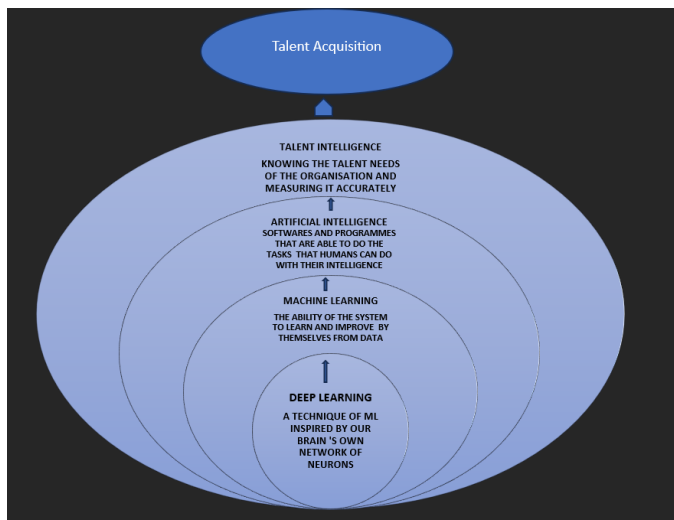 Talent Acquisition
TALENT INTELLIGENCE
KNOWING THE TALENT NEEDS
OF THE ORGANISATION AND
MEASURING IT ACCURATELY
ARTIFICIAL INTELLIGENCE
SOFTWARES AND PROGRAMMES
THAT ARE ABLE TO DO THE
TASKS THAT HUMANS CAN DO
WITH THEIR INTELLIGENCE
MACHINE LEARNING
THE ABILITY OF THE SYSTEM
TO LEARN AND IMPROVE BY
THEMSELVES FROM DATA
DEEP LEARNING
A TECHNIQUE OF ML
INSPIRED BY OUR
BRAIN 'S OWN
NETWORK OF
NEURONS